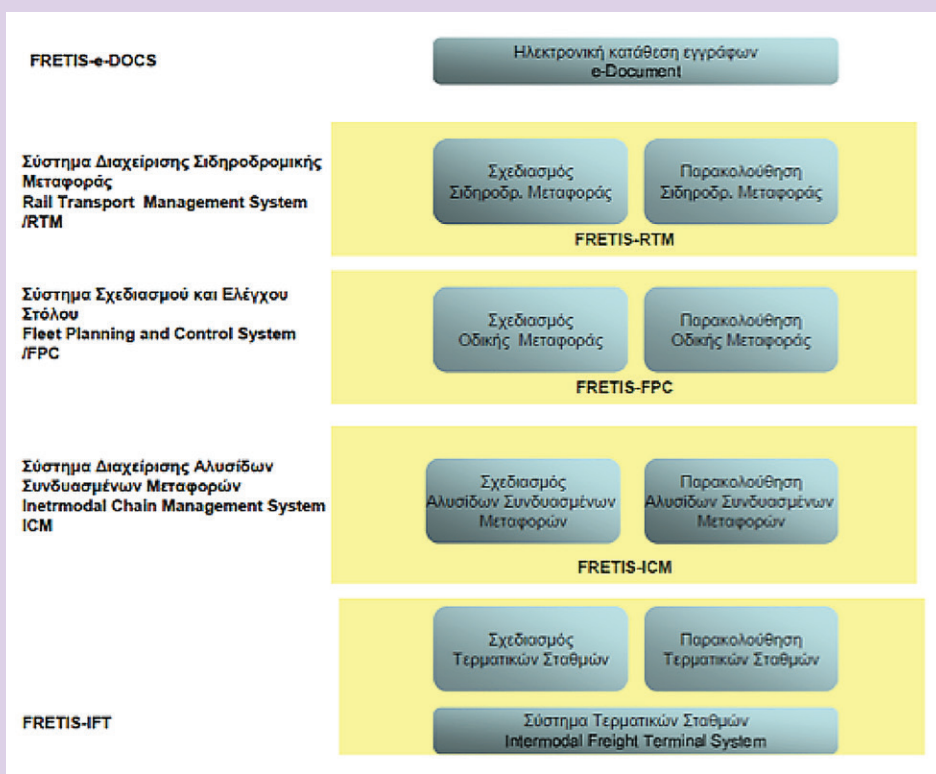 FRETIS-e-DOCS
Ηλεκτρονική κατάθεση εγγράφων
e-Document
Σύστημα Διαχείρισης Σιδηροδρομικής
Μεταφοράς
Rail Transport Management System
/RTM
Σχεδιασμός
Σιδηροδρ. Μεταφοράς
Παρακολούθηση
Σιδηροδρ. Μεταφοράς
FRETIS-RTM
Σύστημα Σχεδιασμού και Ελέγχου
Στόλου
Fleet Planning and Control System
/FPC
Σχεδιασμός
Οδικής Μεταφοράς
Παρακολούθηση
Οδικής Μεταφοράς
FRETIS-FPC
Σύστημα Διαχείρισης Αλυσίδων
Συνδυασμένων Μεταφορών
Inetrmodal Chain Management System
ICM
Σχεδιασμός
Αλυσίδων Συνδυασμένων
Μεταφορών
Παρακολούθηση
Αλυσίδων Συνδυασμένων
Μεταφορών
FRETIS-ICM
Σχεδιασμός
Τερματικών Σταθμών
Παρακολούθηση
Τερματικών Σταθμών
FRETIS-IFT
Σύστημα Τερματικών Σταθμών
Intermodal Freight Terminal System